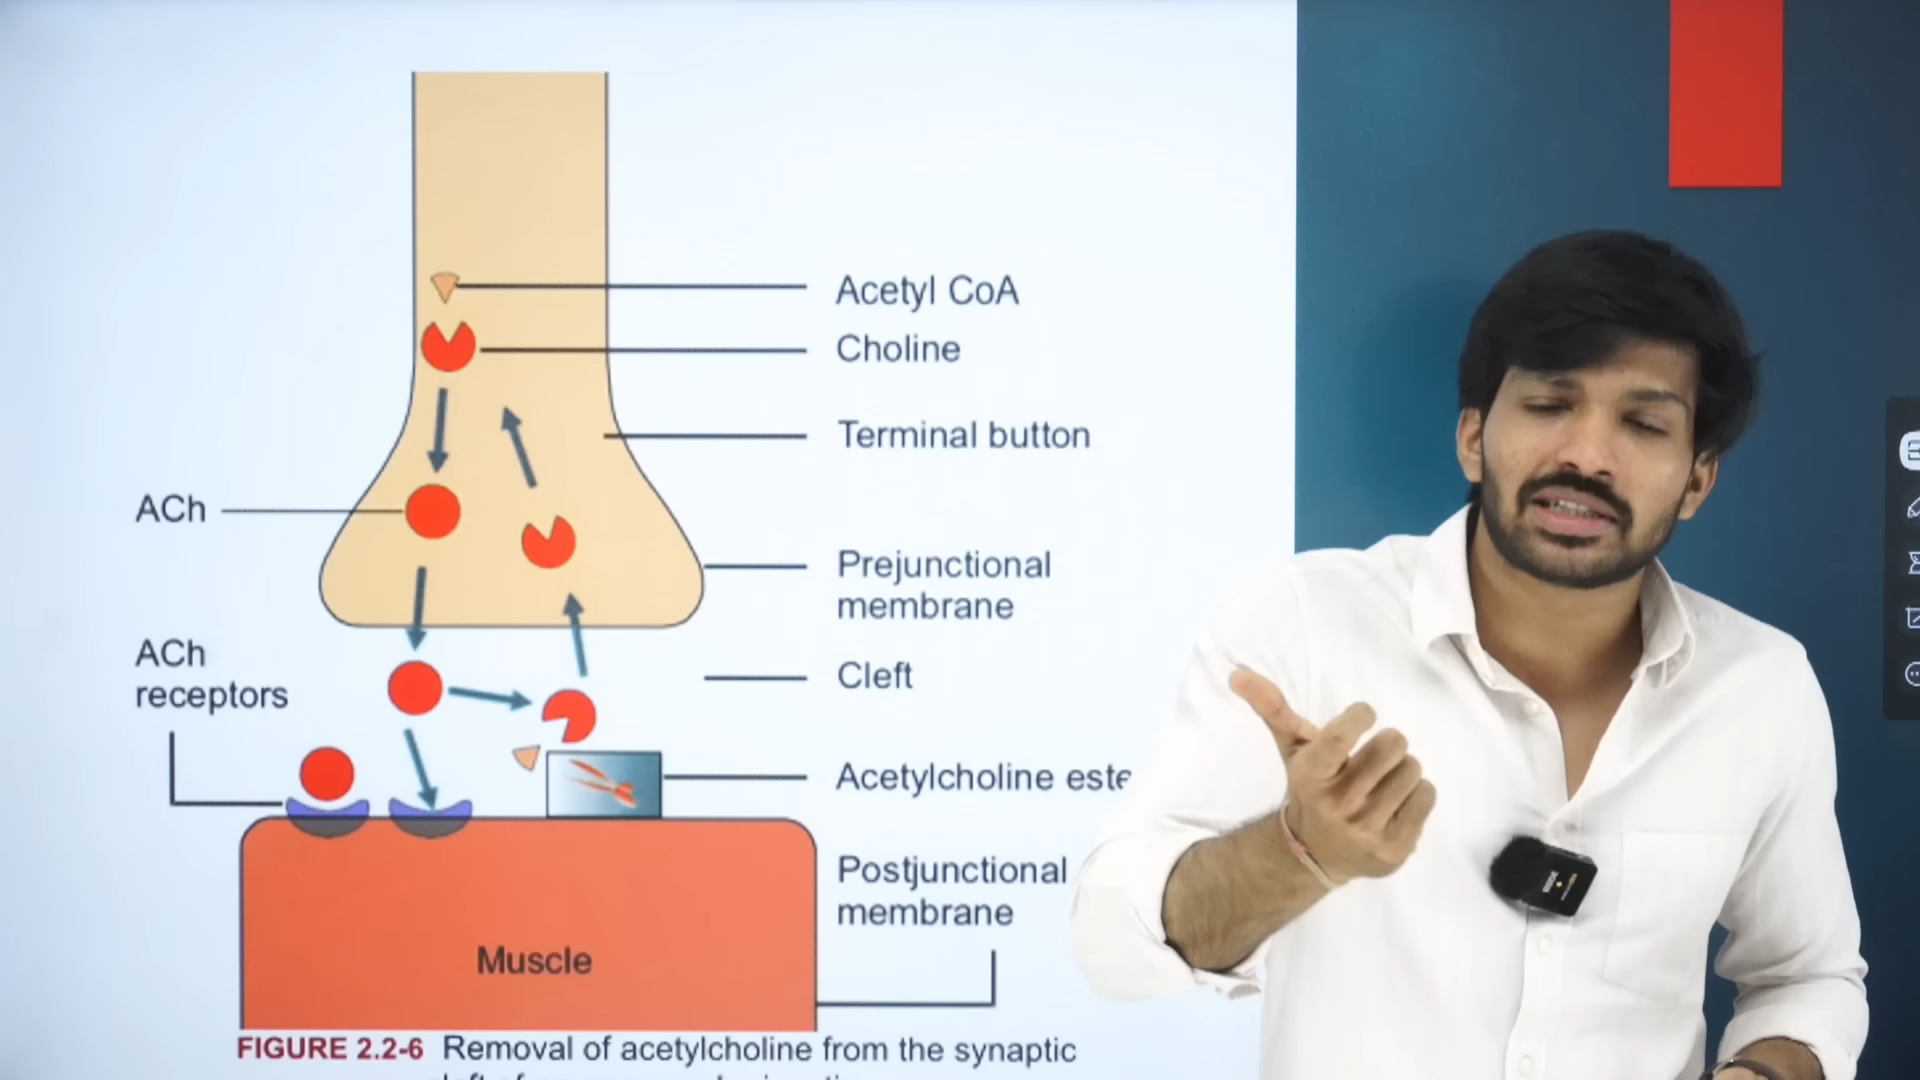 Acetyl CoA
Choline
Terminal button
ACh
Prejunctional
membrane
ACh
receptors
Cleft
Acetylcholine este
Postjunctional
membrane
Muscle
FIGURE 2.2-6 Removal of acetylcholine from the synaptic